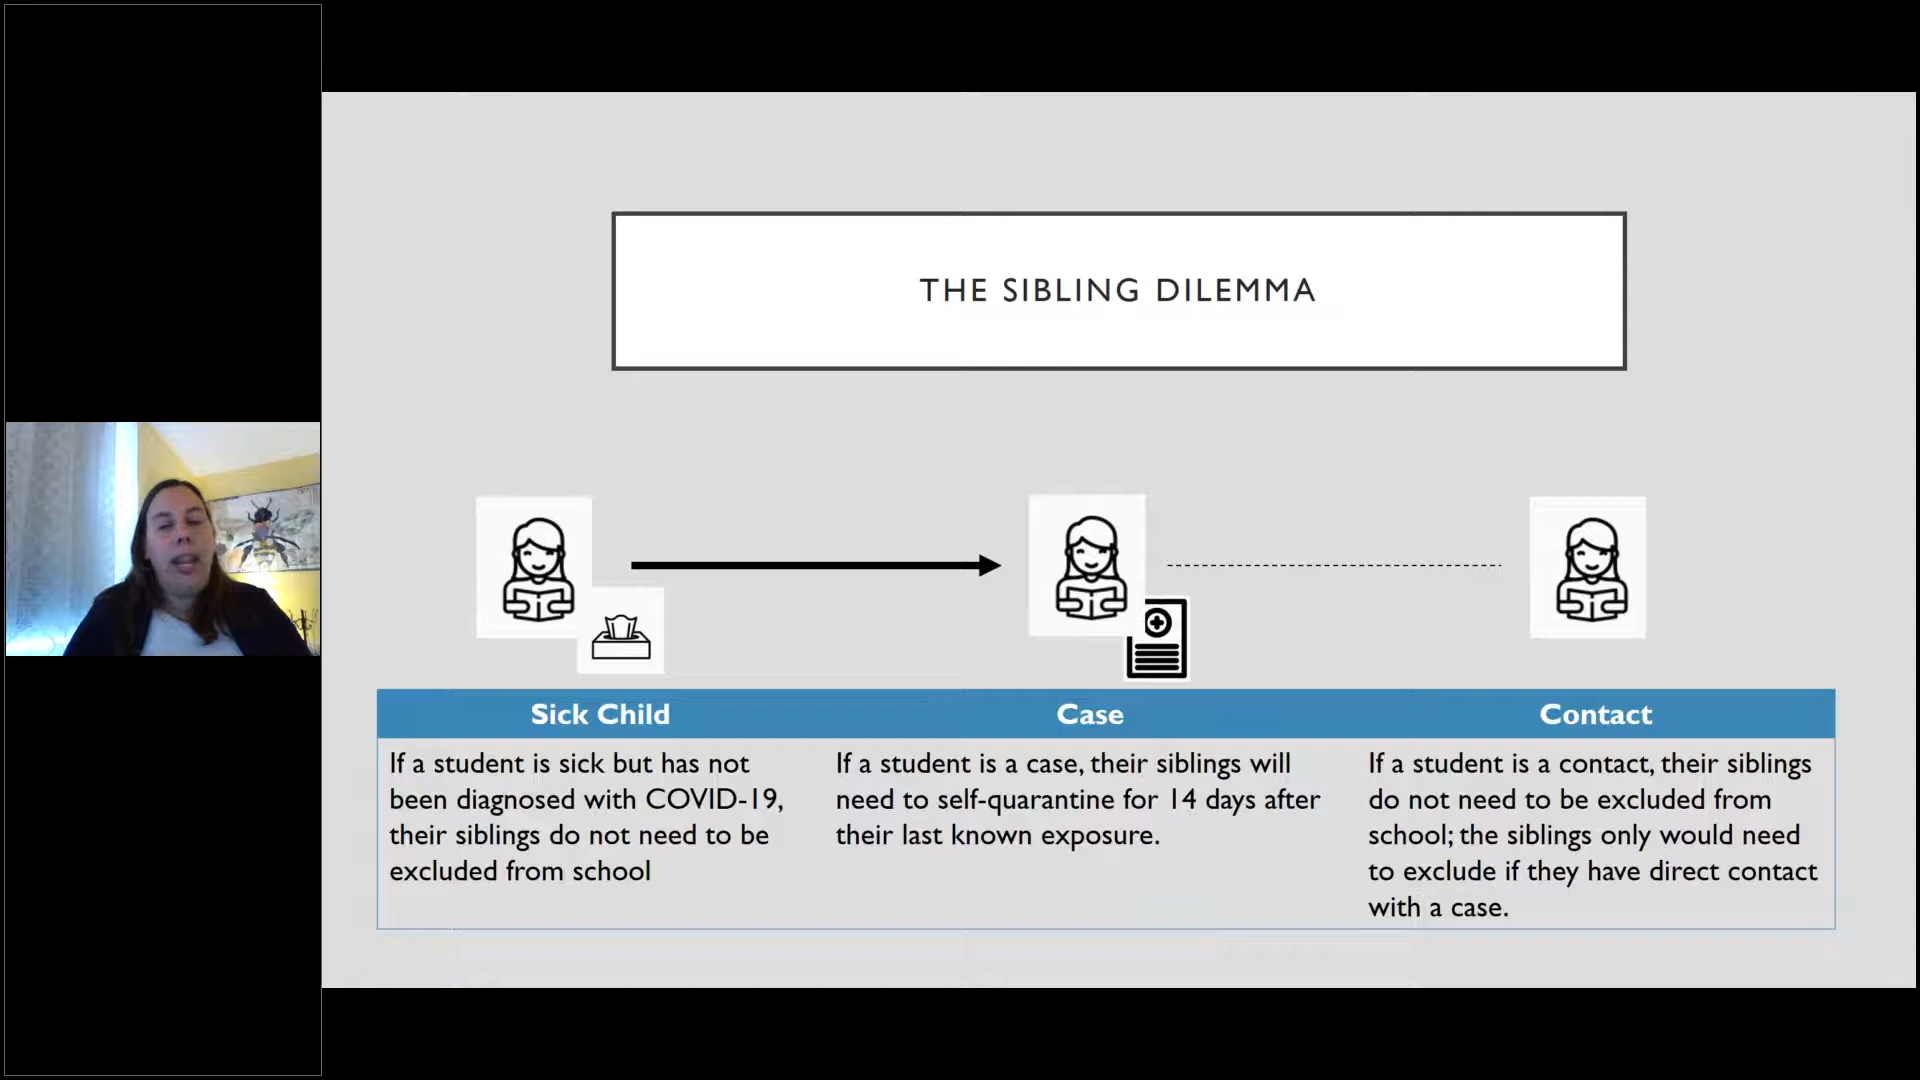 THE SIBLING DILEMMA
Sick Child
If a student is sick but has not
been diagnosed with COVID-19,
their siblings do not need to be
excluded from school
Case
If a student is a case, their siblings will
need to self-quarantine for 14 days after
their last known exposure.
Contact
If a student is a contact, their siblings
do not need to be excluded from
school; the siblings only would need
to exclude if they have direct contact
with a case.